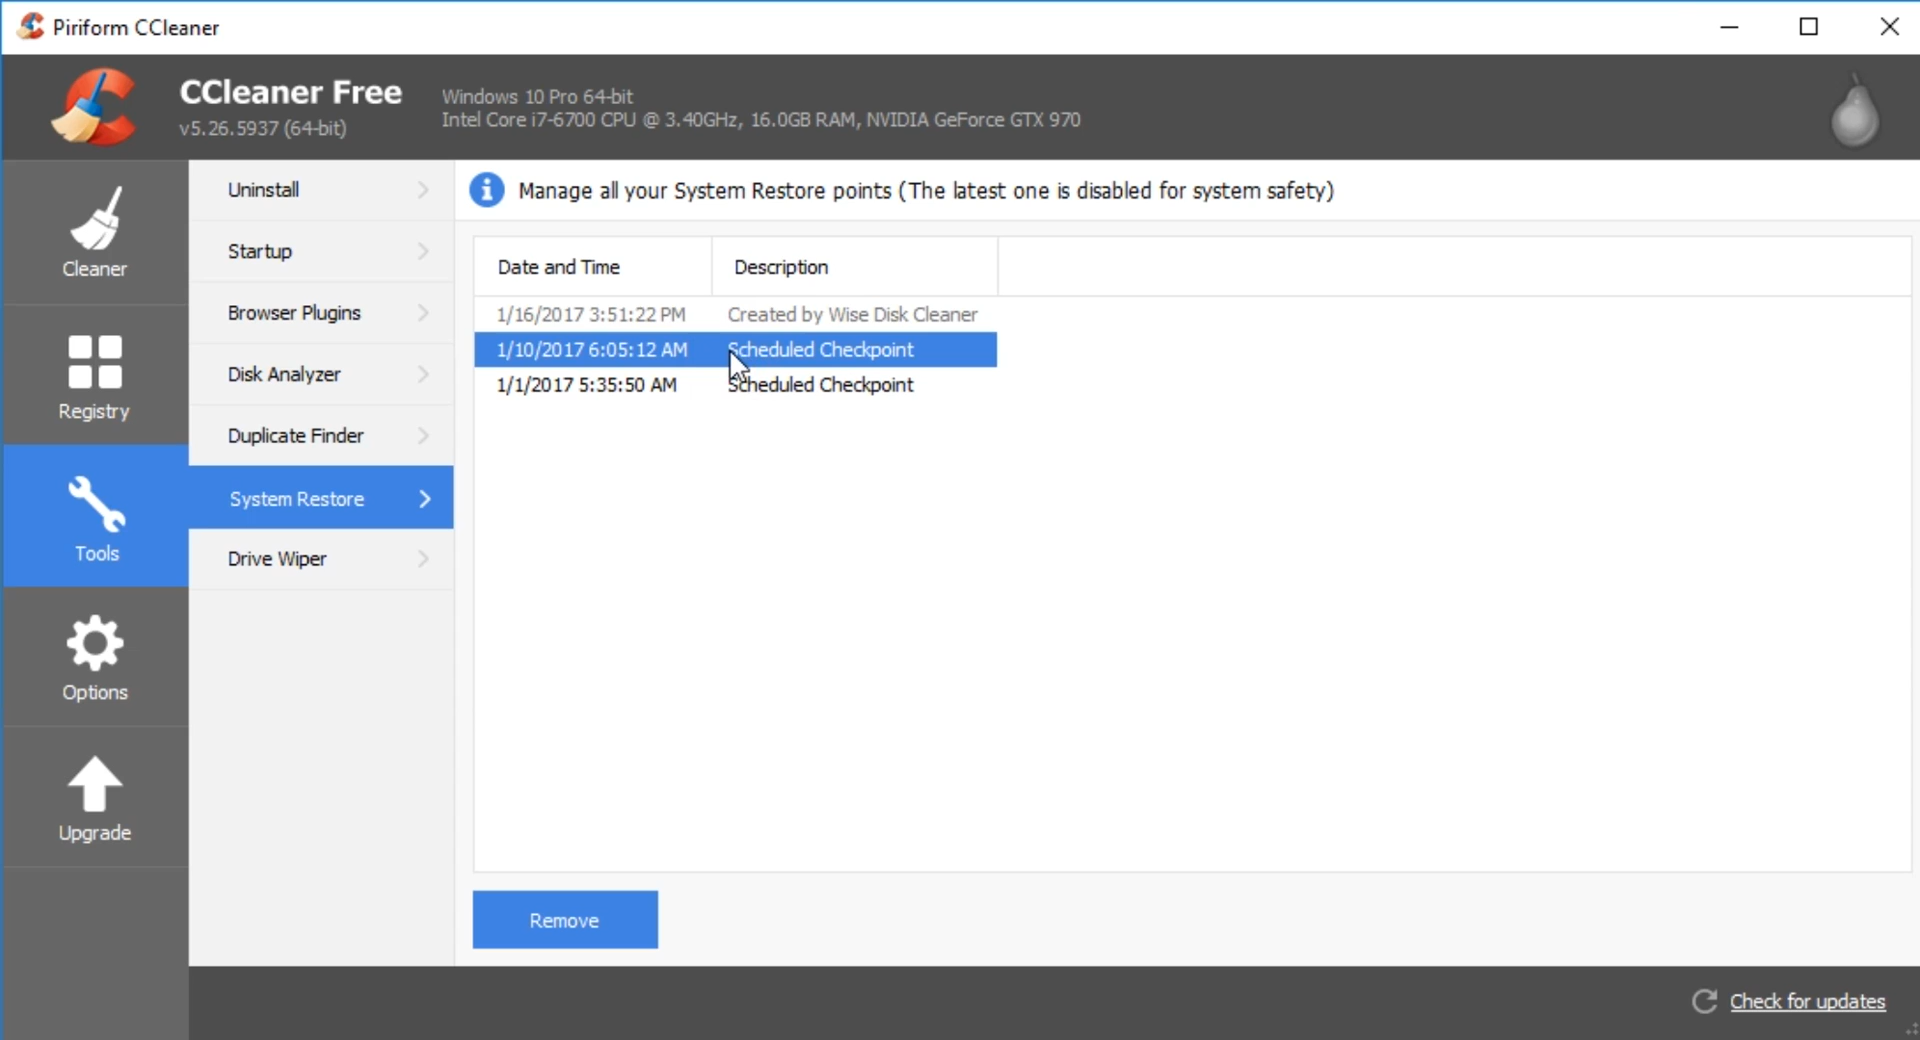 Piriform CCleaner
CCleaner Free
v5.26.5937 (64-bit)
Windows 10 Pro 64-bit
Intel Core i7-6700 CPU @ 3.40GHz, 16.0GB RAM, NVIDIA GeForce GTX 970
Cleaner
Registry
Tools
Options
Upgrade
Uninstall
Startup
Browser Plugins
Disk Analyzer
Duplicate Finder
System Restore
Drive Wiper
Manage all your System Restore points (The latest one is disabled for system safety)
Date and Time Description
1/16/2017 3:51:22 PM Created by Wise Disk Cleaner
1/10/2017 6:05:12 AM Scheduled Checkpoint
1/1/2017 5:35:50 AM Scheduled Checkpoint
Remove
Check for updates